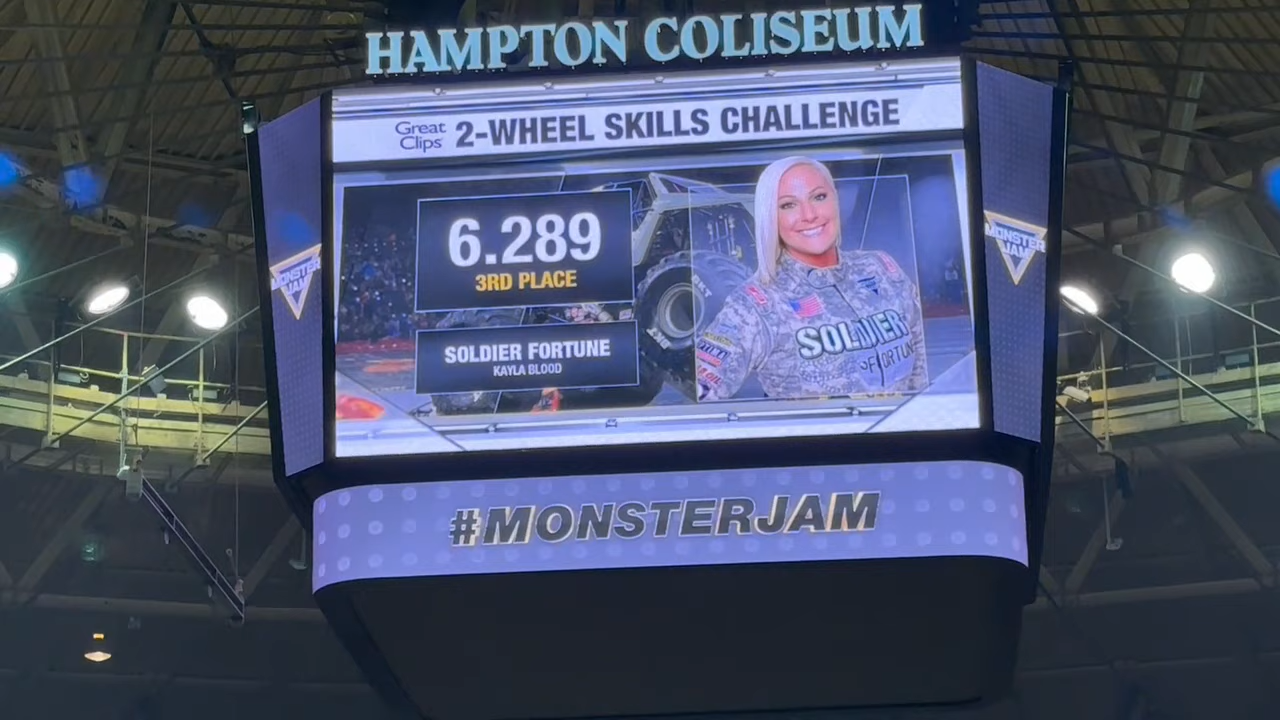 HAMPTON COLISEUM
Great Clips
2-WHEEL SKILLS CHALLENGE
6.289
3RD PLACE
SOLDIER FORTUNE
KAYLA BLOOD
SOLDIER
OF FORTUNE
MONSTER JAM
MONSTER JAM
#MONSTERJAM